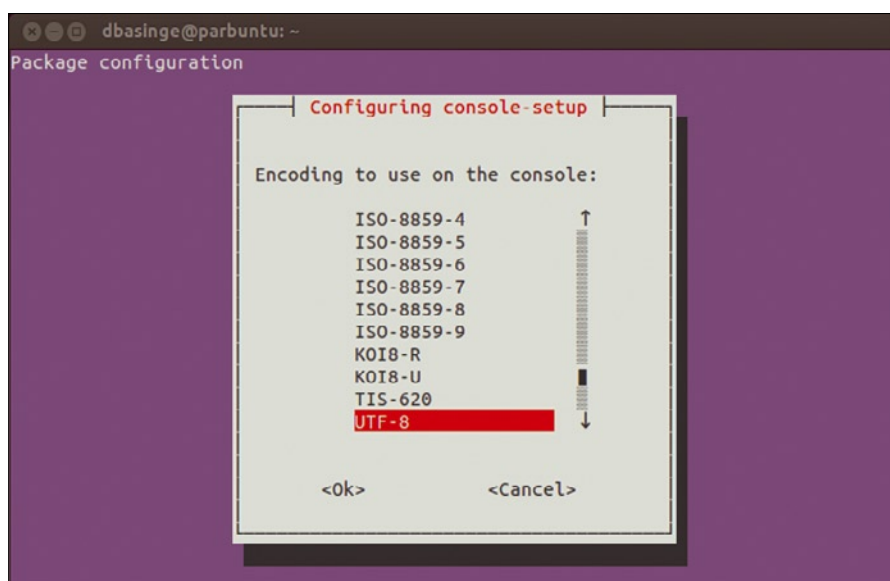 dbasinge@parbuntu: ~
Package configuration
Configuring console-setup
Encoding to use on the console:
ISO-8859-4
ISO-8859-5
ISO-8859-6
ISO-8859-7
ISO-8859-8
ISO-8859-9
KOI8-R
KOI8-U
TIS-620
UTF-8
<Ok> <Cancel>